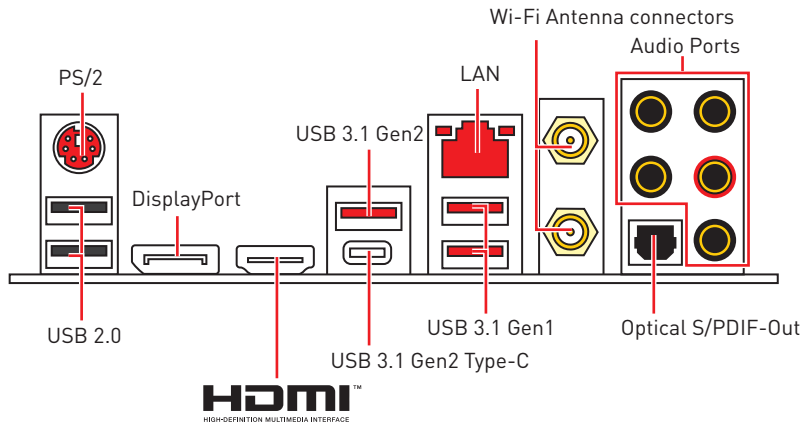 Wi-Fi Antenna connectors
Audio Ports
PS/2
LAN
USB 3.1 Gen2
DisplayPort
USB 2.0
USB 3.1 Gen1
Optical S/PDIF-Out
USB 3.1 Gen2 Type-C
HDMI™
HIGH-DEFINITION MULTIMEDIA INTERFACE